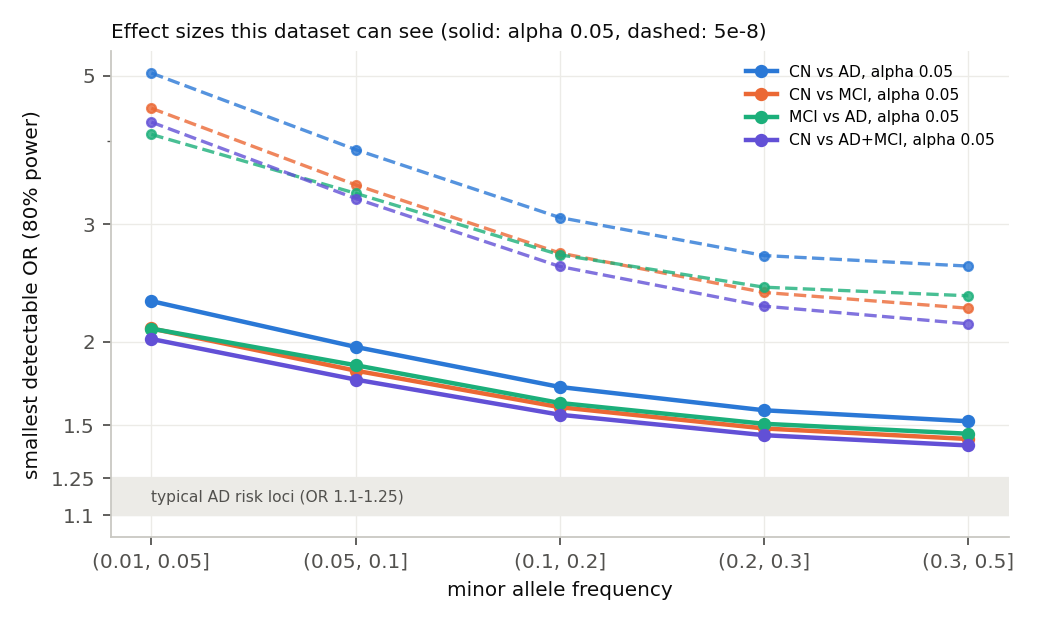 Effect sizes this dataset can see (solid: alpha 0.05, dashed: 5e-8)
smallest detectable OR (80% power)
5
3
2
1.5
1.25
1.1
CN vs AD, alpha 0.05
CN vs MCI, alpha 0.05
MCI vs AD, alpha 0.05
CN vs AD+MCI, alpha 0.05
typical AD risk loci (OR 1.1-1.25)
(0.01, 0.05]
(0.05, 0.1]
(0.1, 0.2]
(0.2, 0.3]
(0.3, 0.5]
minor allele frequency